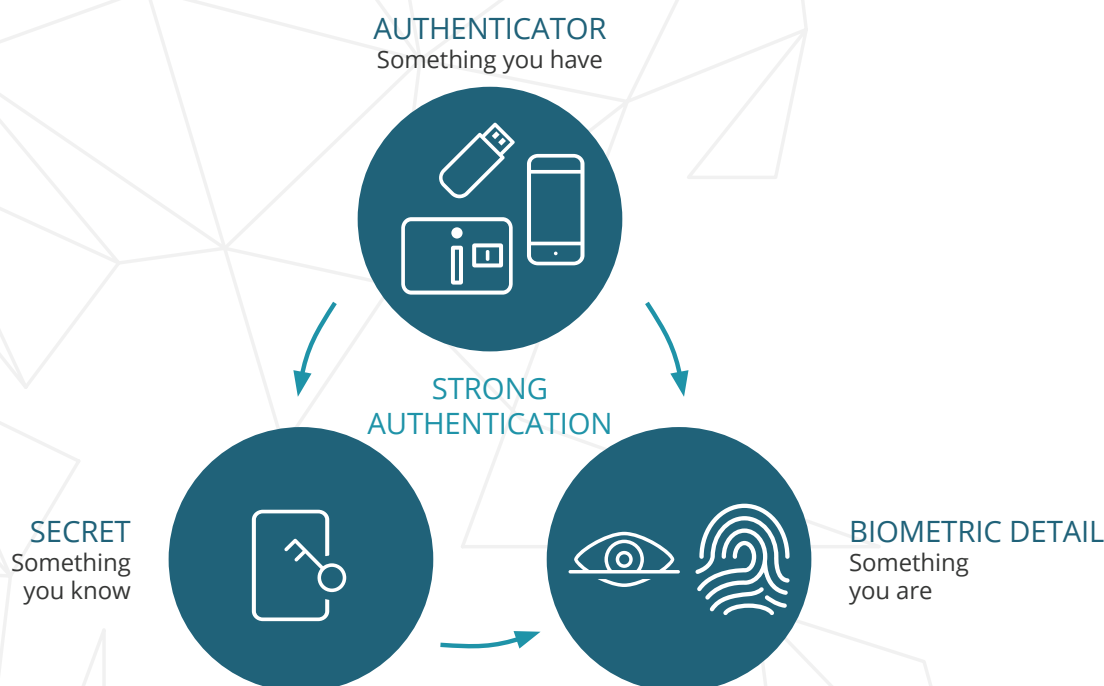 AUTHENTICATOR
Something you have
STRONG
AUTHENTICATION
SECRET
Something
you know
BIOMETRIC DETAIL
Something
you are